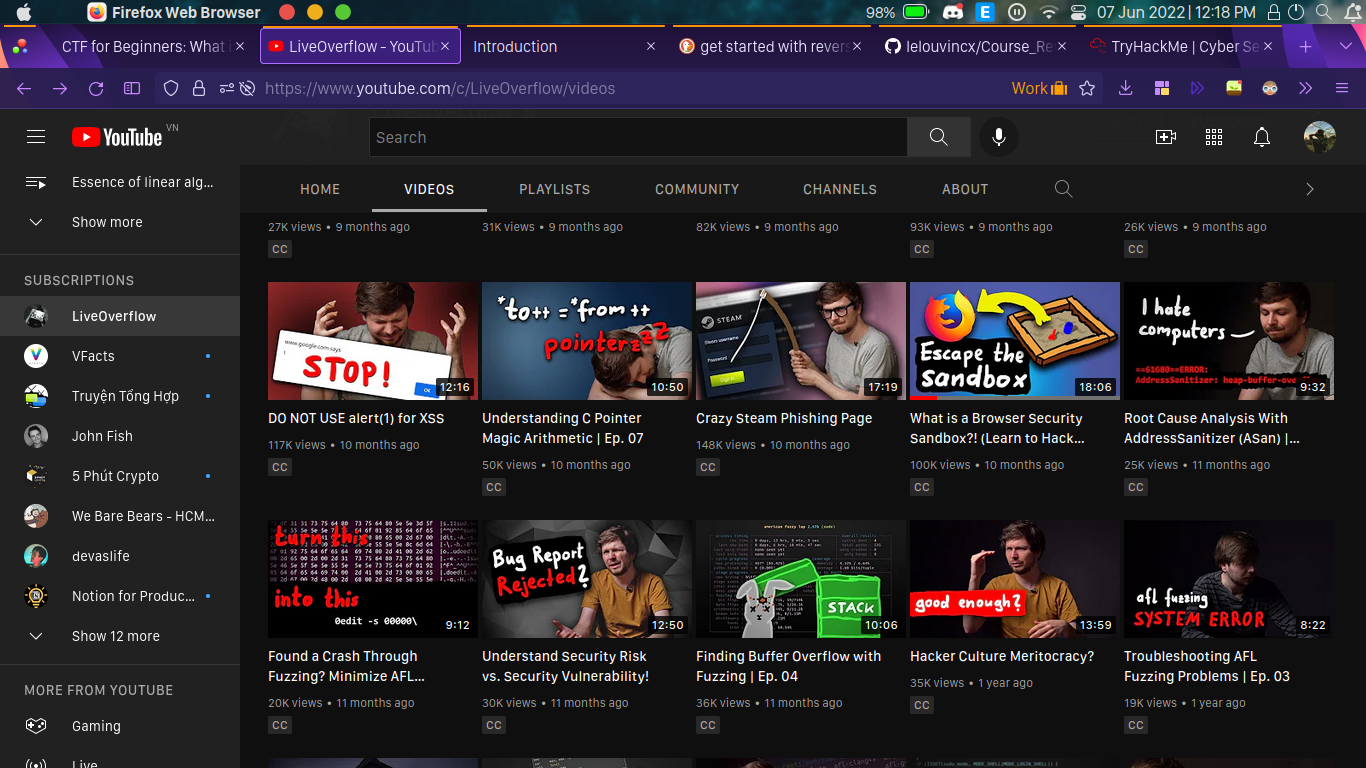 Firefox Web Browser
98%
E
07 Jun 2022 | 12:18 PM
CTF for Beginners: What
LiveOverflow - YouTub
Introduction
get started with revers
lelouvincx/Course_Re
TryHackMe | Cyber Se
https://www.youtube.com/c/LiveOverflow/videos
Work
YouTube
VN
Search
Essence of linear alg...
Show more
SUBSCRIPTIONS
LiveOverflow
VFacts
Truyện Tổng Hợp
John Fish
5 Phút Crypto
We Bare Bears - HCM...
devaslife
Notion for Produc...
Show 12 more
MORE FROM YOUTUBE
Gaming
Live
HOME
VIDEOS
PLAYLISTS
COMMUNITY
CHANNELS
ABOUT
27K views • 9 months ago
CC
31K views • 9 months ago
82K views • 9 months ago
93K views • 9 months ago
CC
26K views • 9 months ago
CC
www.google.com says
STOP!
OK
12:16
DO NOT USE alert(1) for XSS
117K views • 10 months ago
CC
*to++ = *from++
pointerzzz
10:50
Understanding C Pointer
Magic Arithmetic | Ep. 07
50K views • 10 months ago
CC
STEAM
Steam username
Password
Sign in
17:19
Crazy Steam Phishing Page
148K views • 10 months ago
CC
Escape the
Sandbox
18:06
What is a Browser Security
Sandbox?! (Learn to Hack...
100K views • 10 months ago
CC
I hate
computers
==61680==ERROR:
AddressSanitizer: heap-buffer-ove
9:32
Root Cause Analysis With
AddressSanitizer (ASan) |...
25K views • 11 months ago
CC
turn this
into this
0edit -s 00000\
9:12
Found a Crash Through
Fuzzing? Minimize AFL...
20K views • 11 months ago
CC
Bug Report
Rejected?
12:50
Understand Security Risk
vs. Security Vulnerability!
30K views • 11 months ago
CC
STACK
10:06
Finding Buffer Overflow with
Fuzzing | Ep. 04
36K views • 11 months ago
CC
good enough?
13:59
Hacker Culture Meritocracy?
35K views • 1 year ago
CC
afl fuzzing
SYSTEM ERROR
8:22
Troubleshooting AFL
Fuzzing Problems | Ep. 03
19K views • 1 year ago
CC